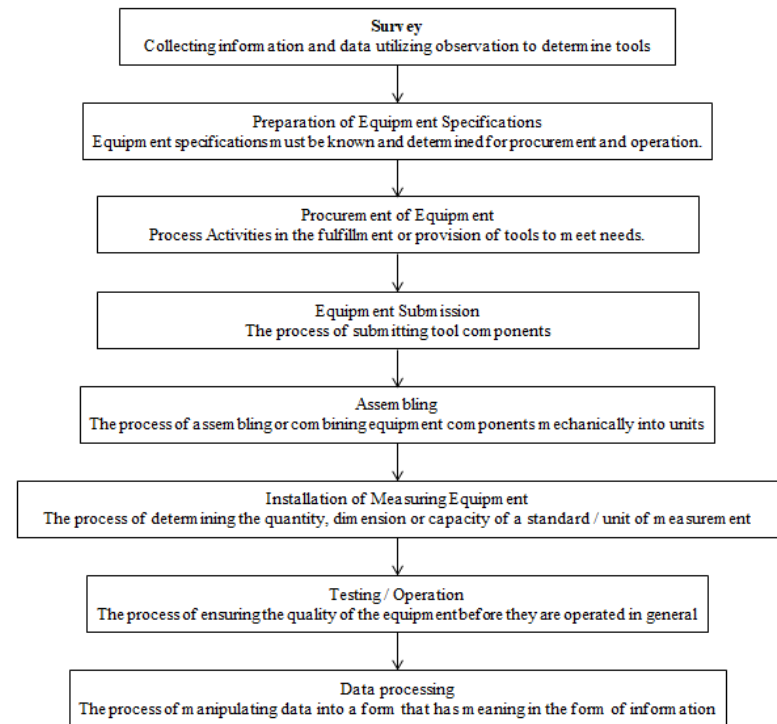 Survey
Collecting information and data utilizing observation to determine tools
Preparation of Equipment Specifications
Equipment specifications must be known and determined for procurement and operation.
Procurement of Equipment
Process Activities in the fulfillment or provision of tools to meet needs.
Equipment Submission
The process of submitting tool components
Assembling
The process of assembling or combining equipment components mechanically into units
Installation of Measuring Equipment
The process of determining the quantity, dimension or capacity of a standard / unit of measurement
Testing / Operation
The process of ensuring the quality of the equipment before they are operated in general
Data processing
The process of manipulating data into a form that has meaning in the form of information